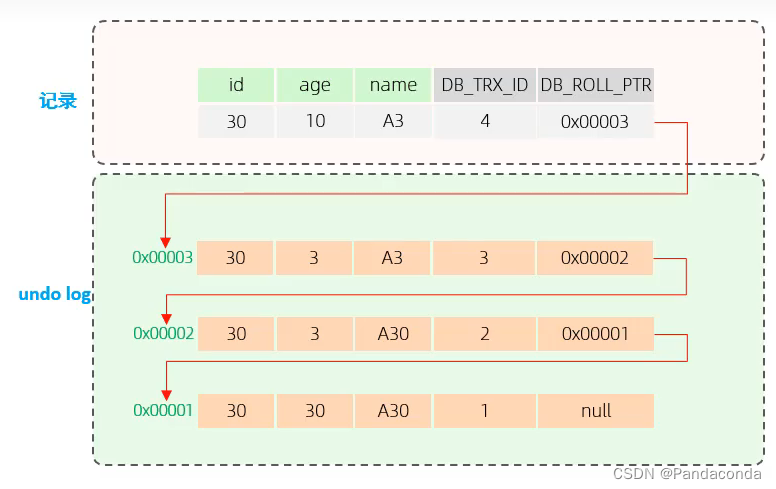 id age name DB_TRX_ID DB_ROLL_PTR
记录
30 10 A3 4 0x00003
0x00003 30 3 A3 3 0x00002
undo log
0x00002 30 3 A30 2 0x00001
0x00001 30 30 A30 1 null
CSDN @Pandaconda